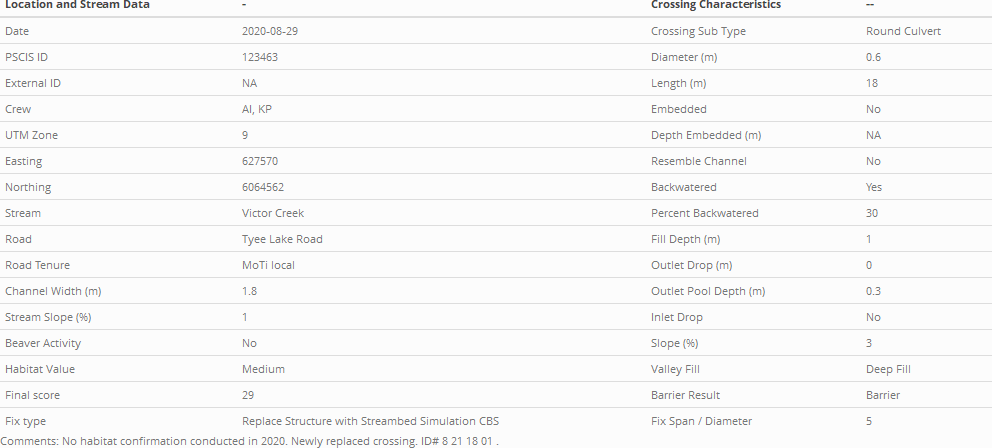 Location and Stream Data - Crossing Characteristics --
Date 2020-08-29 Crossing Sub Type Round Culvert
PSCIS ID 123463 Diameter (m) 0.6
External ID NA Length (m) 18
Crew AI, KP Embedded No
UTM Zone 9 Depth Embedded (m) NA
Easting 627570 Resemble Channel No
Northing 6064562 Backwatered Yes
Stream Victor Creek Percent Backwatered 30
Road Tyee Lake Road Fill Depth (m) 1
Road Tenure MoTi local Outlet Drop (m) 0
Channel Width (m) 1.8 Outlet Pool Depth (m) 0.3
Stream Slope (%) 1 Inlet Drop No
Beaver Activity No Slope (%) 3
Habitat Value Medium Valley Fill Deep Fill
Final score 29 Barrier Result Barrier
Fix type Replace Structure with Streambed Simulation CBS Fix Span / Diameter 5
Comments: No habitat confirmation conducted in 2020. Newly replaced crossing. ID# 8 21 18 01 .